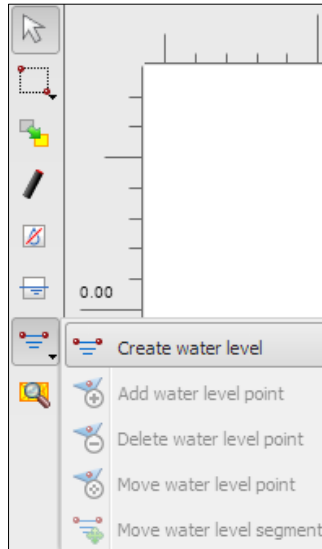 0.00
Create water level
Add water level point
Delete water level point
Move water level point
Move water level segment